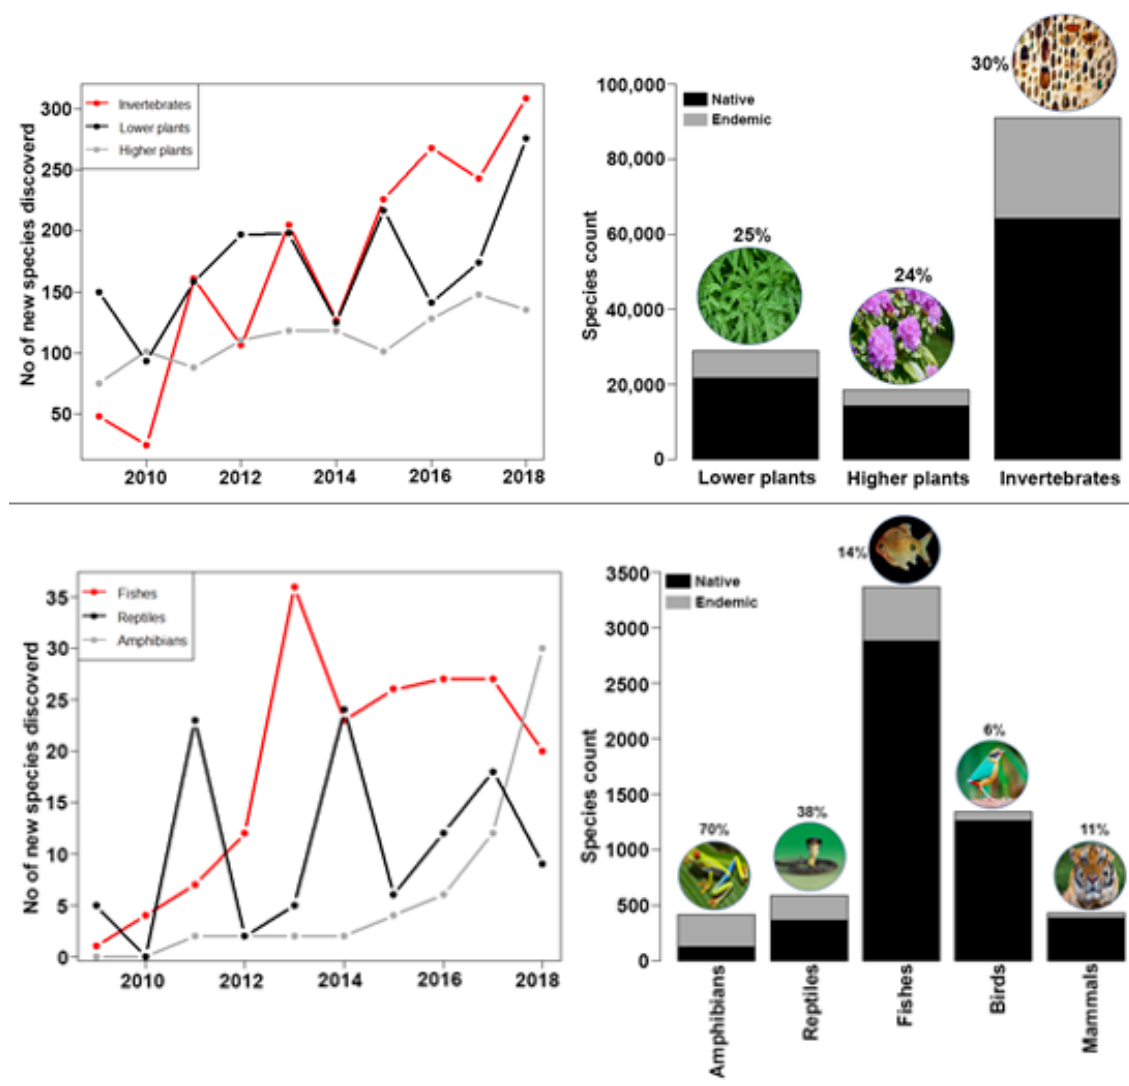 No of new species discoverd
300
250
200
150
100
50
Invertebrates
Lower plants
Higher plants
2010
2012
2014
2016
2018
Species count
100,000
80,000
60,000
40,000
20,000
0
Native
Endemic
25%
24%
30%
Lower plants
Higher plants
Invertebrates
No of new species discoverd
35
30
25
20
15
10
5
0
Fishes
Reptiles
Amphibians
2010
2012
2014
2016
2018
Species count
3500
3000
2500
2000
1500
1000
500
0
Native
Endemic
70%
38%
14%
6%
11%
Amphibians
Reptiles
Fishes
Birds
Mammals